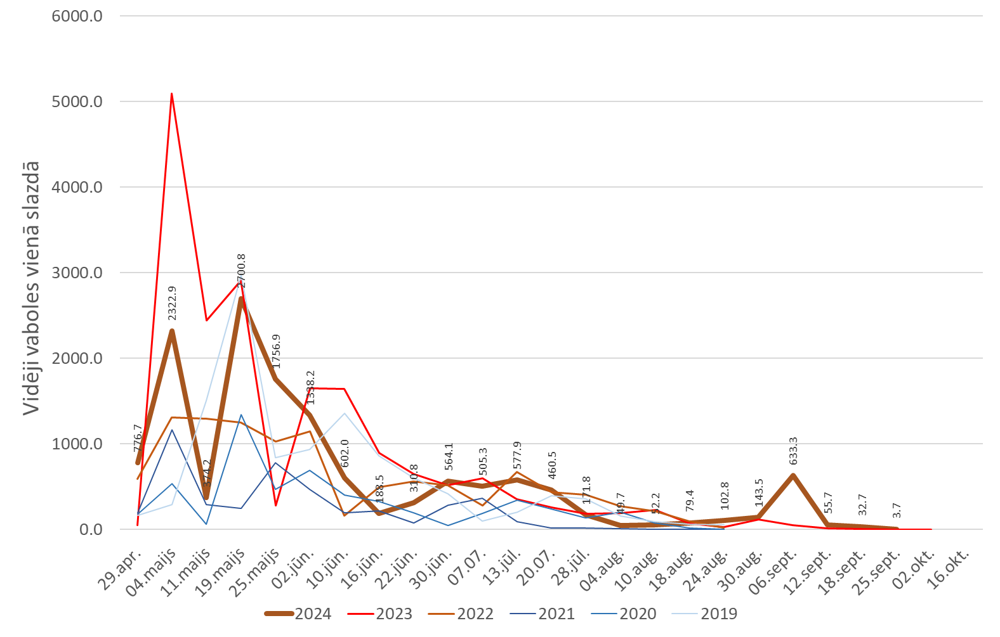 6000.0
5000.0
4000.0
3000.0
2000.0
1000.0
0.0
Vidēji vaboles vienā slazdā
776.7
2322.9
374.2
2700.8
1756.9
1338.2
602.0
188.5
310.8
564.1
505.3
577.9
460.5
171.8
49.7
52.2
79.4
102.8
143.5
633.3
55.7
32.7
3.7
29.apr.
04.maijs
11.maijs
19.maijs
25.maijs
02.jūn.
10.jūn.
16.jūn.
22.jūn.
30.jūn.
07.07.
13.jūl.
20.07.
28.jūl.
04.aug.
10.aug.
18.aug.
24.aug.
30.aug.
06.sept.
12.sept.
18.sept.
25.sept.
02.okt.
16.okt.
2024 2023 2022 2021 2020 2019